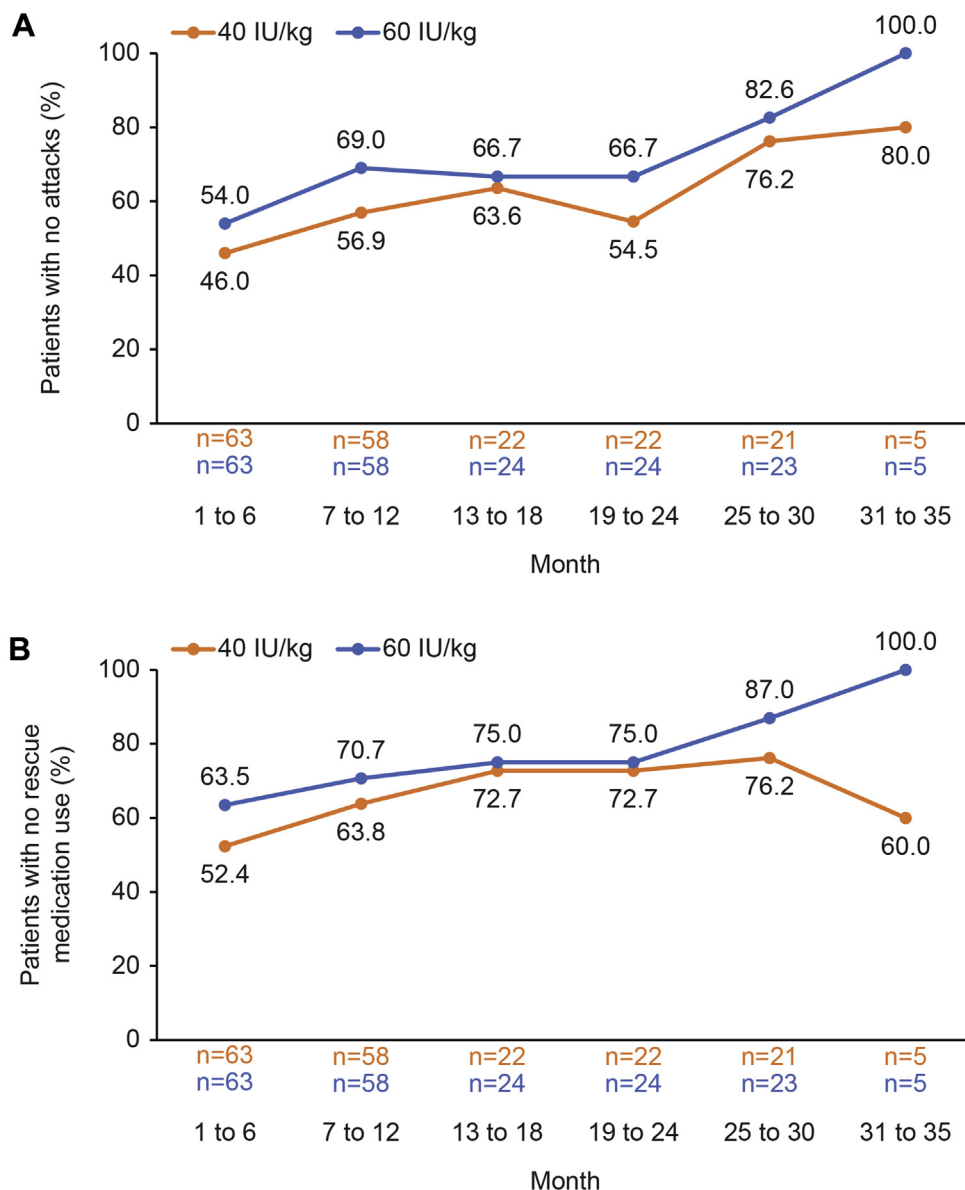 A
40 IU/kg 60 IU/kg
Patients with no attacks (%)
100
80
60
40
20
0
54.0 69.0 66.7 66.7 82.6 100.0
46.0 56.9 63.6 54.5 76.2 80.0
n=63 n=58 n=22 n=22 n=21 n=5
n=63 n=58 n=24 n=24 n=23 n=5
1 to 6 7 to 12 13 to 18 19 to 24 25 to 30 31 to 35
Month
B
40 IU/kg 60 IU/kg
Patients with no rescue
medication use (%)
100
80
60
40
20
0
63.5 70.7 75.0 75.0 87.0 100.0
52.4 63.8 72.7 72.7 76.2 60.0
n=63 n=58 n=22 n=22 n=21 n=5
n=63 n=58 n=24 n=24 n=23 n=5
1 to 6 7 to 12 13 to 18 19 to 24 25 to 30 31 to 35
Month